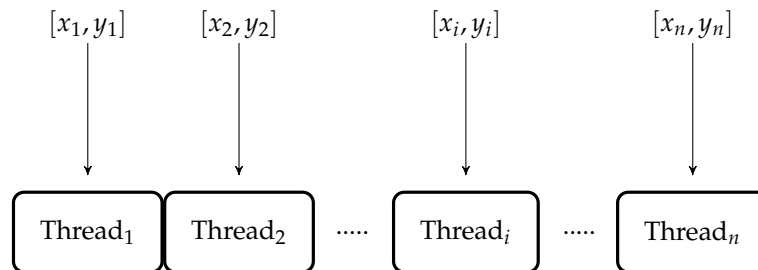 [x₁, y₁] [x₂, y₂] [xᵢ, yᵢ] [xₙ, yₙ]
Thread₁ Thread₂ ..... Threadᵢ ..... Threadₙ